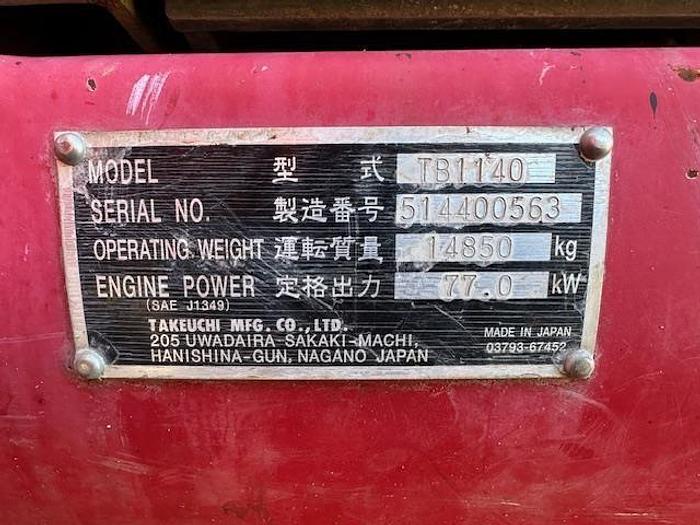 MODEL 型式 TB1140
SERIAL NO. 製造番号 514400563
OPERATING WEIGHT 運転質量 14850 kg
ENGINE POWER 定格出力 77.0 kW
(SAE J1349)
TAKEUCHI MFG. CO., LTD.
205 UWADAIRA SAKAKI-MACHI,
HANISHINA-GUN, NAGANO JAPAN
MADE IN JAPAN
03793-67452